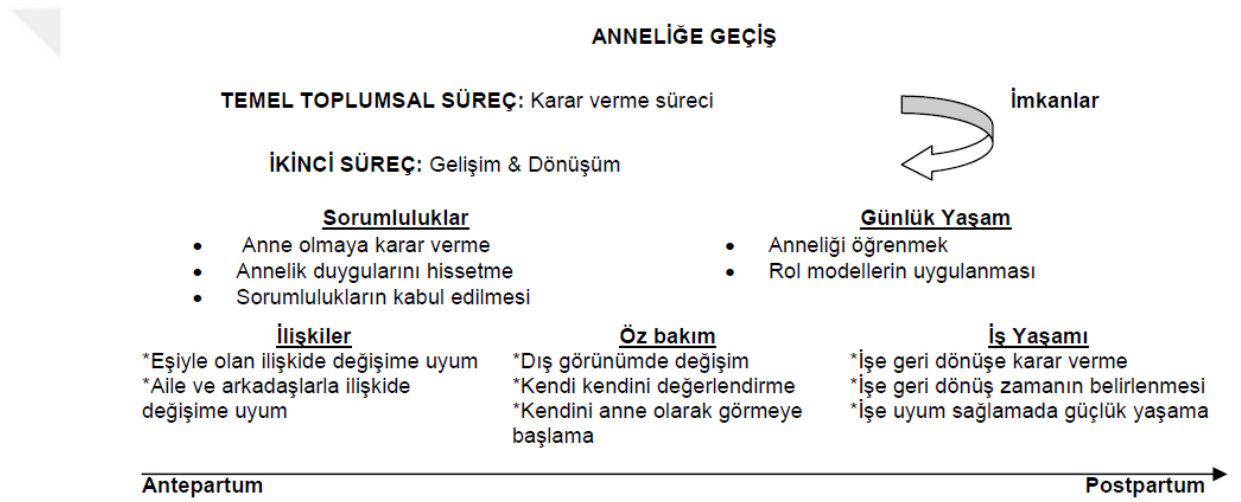 ANNELİĞE GEÇİŞ
TEMEL TOPLUMSAL SÜREÇ: Karar verme süreci
İmkanlar
İKİNCİ SÜREÇ: Gelişim & Dönüşüm
Sorumluluklar
• Anne olmaya karar verme
• Annelik duygularını hissetme
• Sorumlulukların kabul edilmesi
Günlük Yaşam
• Anneliği öğrenmek
• Rol modellerin uygulanması
İlişkiler
*Eşiyle olan ilişkide değişime uyum
*Aile ve arkadaşlarla ilişkide
değişime uyum
Öz bakım
*Dış görünümde değişim
*Kendi kendini değerlendirme
*Kendini anne olarak görmeye
başlama
İş Yaşamı
*İşe geri dönüşe karar verme
*İşe geri dönüş zamanın belirlenmesi
*İşe uyum sağlamada güçlük yaşama
Antepartum
Postpartum